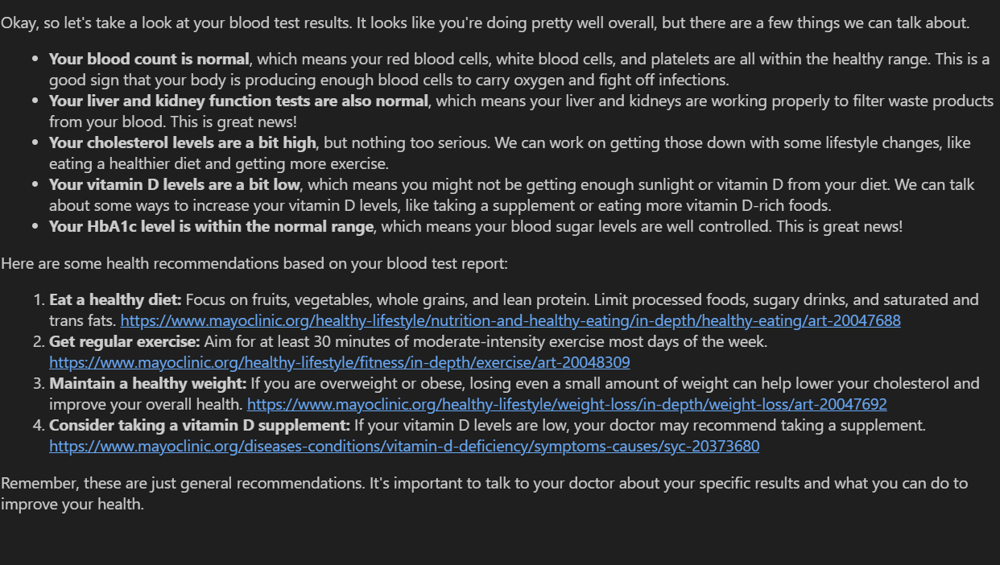 Okay, so let's take a look at your blood test results. It looks like you're doing pretty well overall, but there are a few things we can talk about.
• Your blood count is normal, which means your red blood cells, white blood cells, and platelets are all within the healthy range. This is a
good sign that your body is producing enough blood cells to carry oxygen and fight off infections.
• Your liver and kidney function tests are also normal, which means your liver and kidneys are working properly to filter waste products
from your blood. This is great news!
• Your cholesterol levels are a bit high, but nothing too serious. We can work on getting those down with some lifestyle changes, like
eating a healthier diet and getting more exercise.
• Your vitamin D levels are a bit low, which means you might not be getting enough sunlight or vitamin D from your diet. We can talk
about some ways to increase your vitamin D levels, like taking a supplement or eating more vitamin D-rich foods.
• Your HbA1c level is within the normal range, which means your blood sugar levels are well controlled. This is great news!
Here are some health recommendations based on your blood test report:
1. Eat a healthy diet: Focus on fruits, vegetables, whole grains, and lean protein. Limit processed foods, sugary drinks, and saturated and
trans fats. https://www.mayoclinic.org/healthy-lifestyle/nutrition-and-healthy-eating/in-depth/healthy-eating/art-20047688
2. Get regular exercise: Aim for at least 30 minutes of moderate-intensity exercise most days of the week.
https://www.mayoclinic.org/healthy-lifestyle/fitness/in-depth/exercise/art-20048309
3. Maintain a healthy weight: If you are overweight or obese, losing even a small amount of weight can help lower your cholesterol and
improve your overall health. https://www.mayoclinic.org/healthy-lifestyle/weight-loss/in-depth/weight-loss/art-20047692
4. Consider taking a vitamin D supplement: If your vitamin D levels are low, your doctor may recommend taking a supplement.
https://www.mayoclinic.org/diseases-conditions/vitamin-d-deficiency/symptoms-causes/syc-20373680
Remember, these are just general recommendations. It's important to talk to your doctor about your specific results and what you can do to
improve your health.